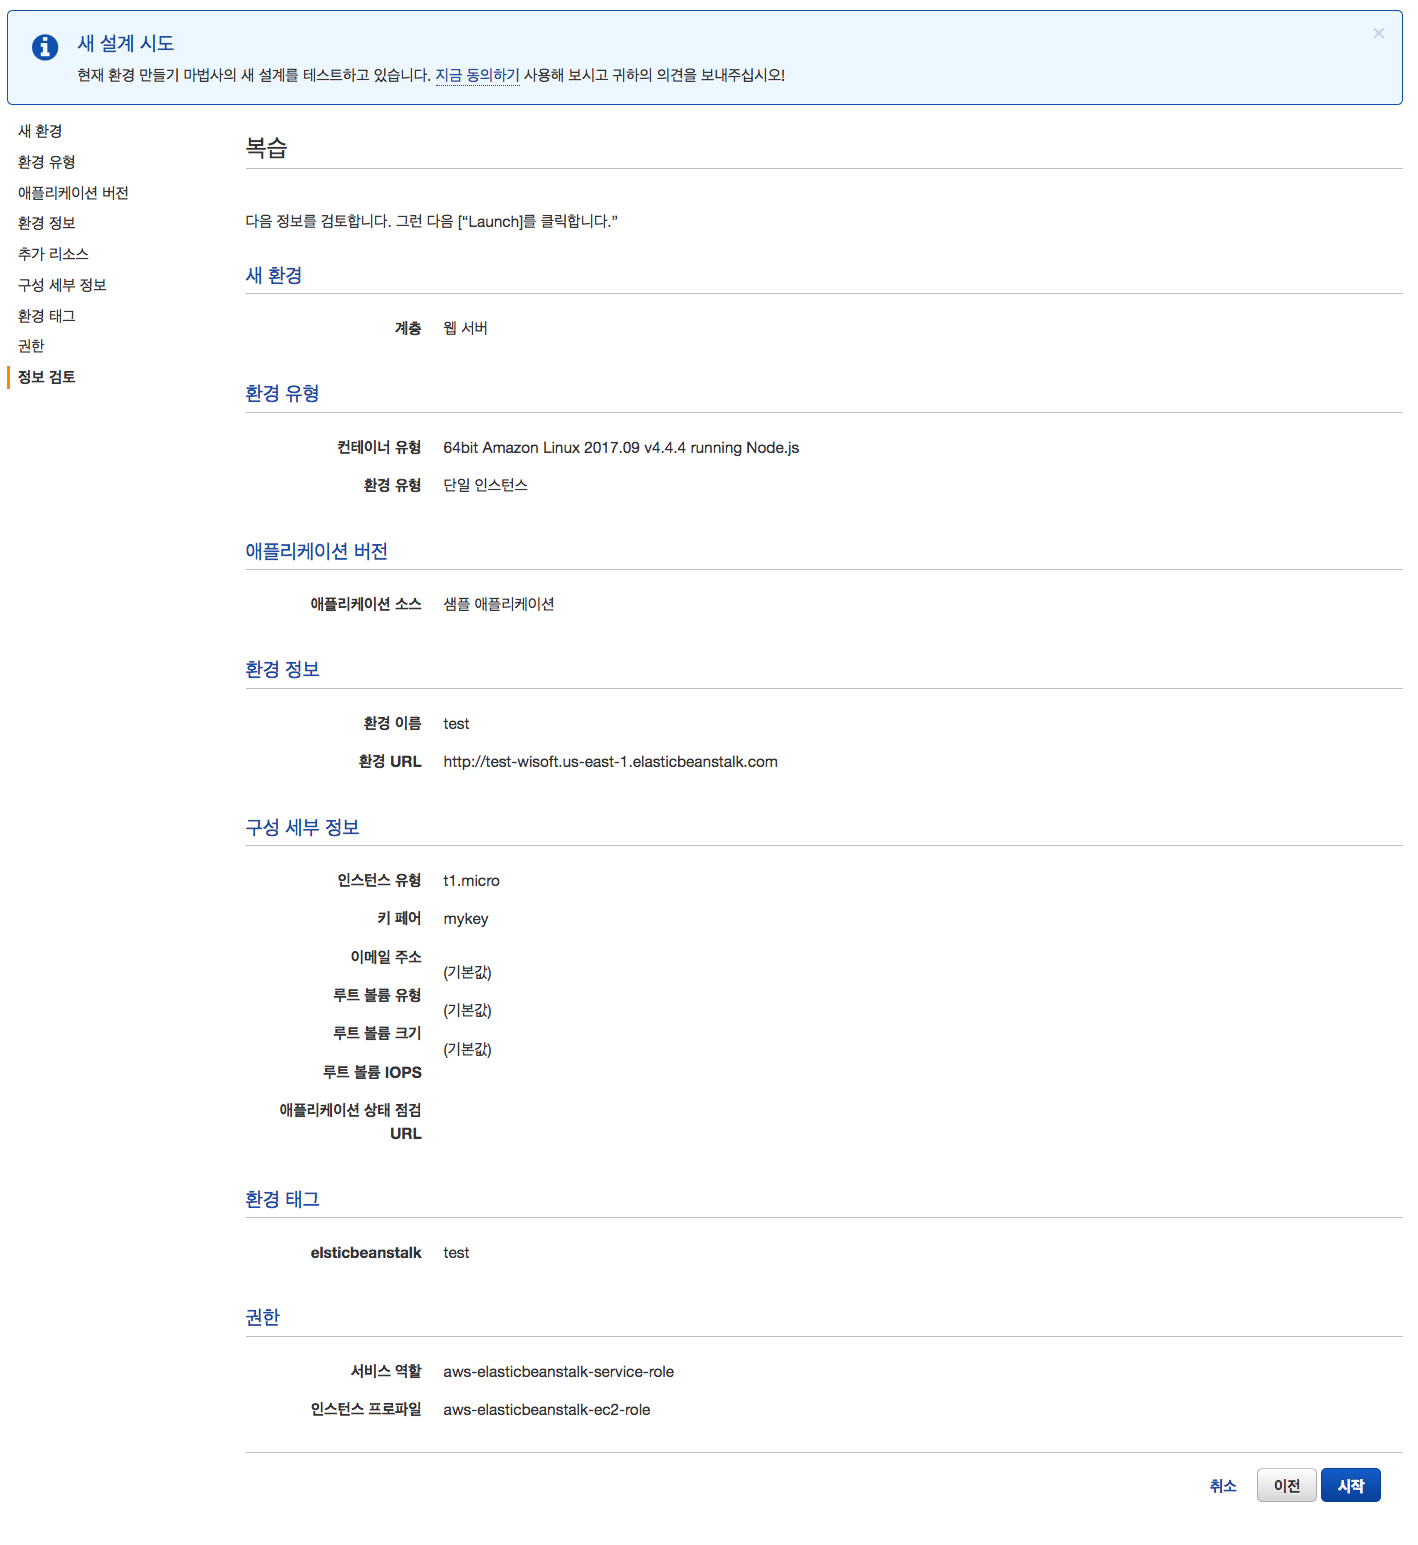 새 설계 시도
현재 환경 만들기 마법사의 새 설계를 테스트하고 있습니다. 지금 동의하기 사용해 보시고 귀하의 의견을 보내주십시오!
새 환경
환경 유형
애플리케이션 버전
환경 정보
추가 리소스
구성 세부 정보
환경 태그
권한
정보 검토
복습
다음 정보를 검토합니다. 그런 다음 [“Launch]를 클릭합니다.”
새 환경
계층 웹 서버
환경 유형
컨테이너 유형 64bit Amazon Linux 2017.09 v4.4.4 running Node.js
환경 유형 단일 인스턴스
애플리케이션 버전
애플리케이션 소스 샘플 애플리케이션
환경 정보
환경 이름 test
환경 URL http://test-wisoft.us-east-1.elasticbeanstalk.com
구성 세부 정보
인스턴스 유형 t1.micro
키 페어 mykey
이메일 주소
(기본값)
루트 볼륨 유형
(기본값)
루트 볼륨 크기
(기본값)
루트 볼륨 IOPS
애플리케이션 상태 점검
URL
환경 태그
elsticbeanstalk test
권한
서비스 역할 aws-elasticbeanstalk-service-role
인스턴스 프로파일 aws-elasticbeanstalk-ec2-role
취소 이전 시작